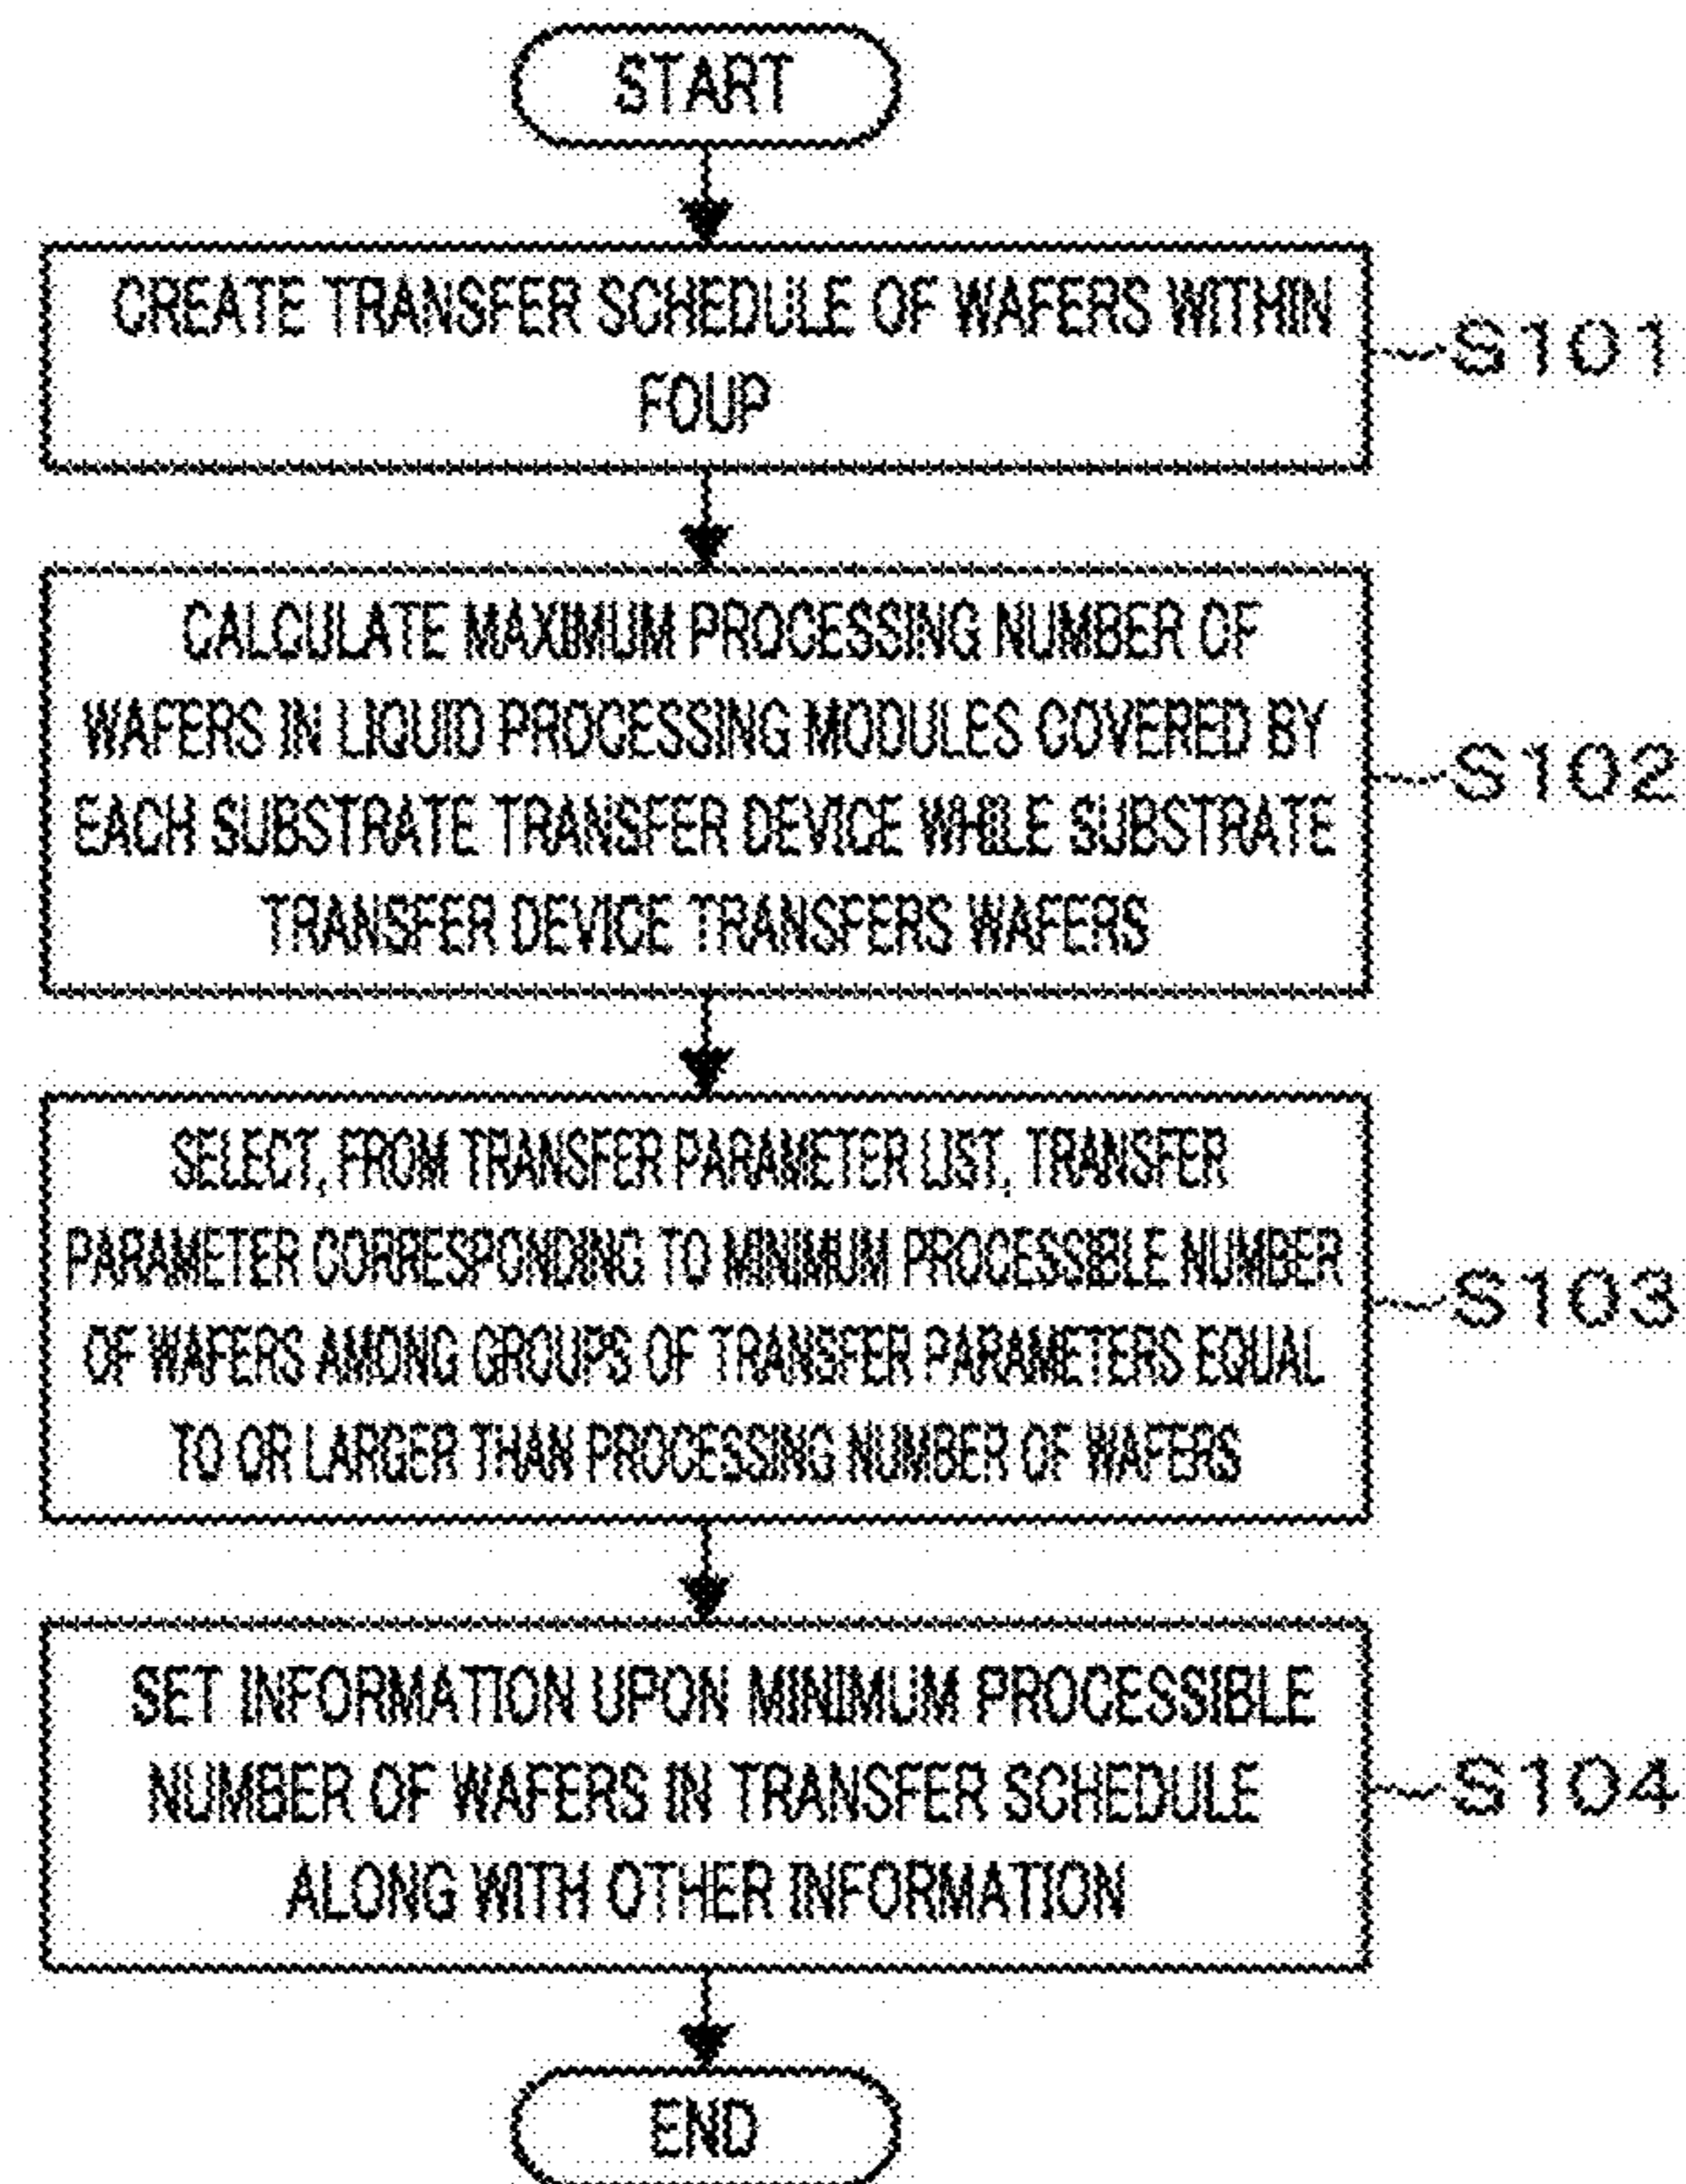 START
CREATE TRANSFER SCHEDULE OF WAFERS WITHIN
FOUP
S101
CALCULATE MAXIMUM PROCESSING NUMBER OF
WAFERS IN LIQUID PROCESSING MODULES COVERED BY
EACH SUBSTRATE TRANSFER DEVICE WHILE SUBSTRATE
TRANSFER DEVICE TRANSFERS WAFERS
S102
SELECT, FROM TRANSFER PARAMETER LIST, TRANSFER
PARAMETER CORRESPONDING TO MINIMUM PROCESSIBLE NUMBER
OF WAFERS AMONG GROUPS OF TRANSFER PARAMETERS EQUAL
TO OR LARGER THAN PROCESSING NUMBER OF WAFERS
S103
SET INFORMATION UPON MINIMUM PROCESSIBLE
NUMBER OF WAFERS IN TRANSFER SCHEDULE
ALONG WITH OTHER INFORMATION
S104
END